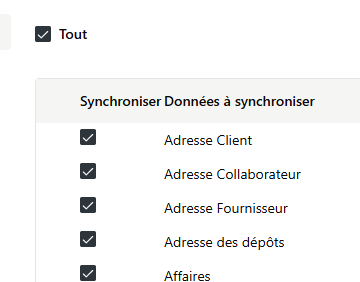 Tout
Synchroniser Données à synchroniser
Adresse Client
Adresse Collaborateur
Adresse Fournisseur
Adresse des dépôts
Affaires